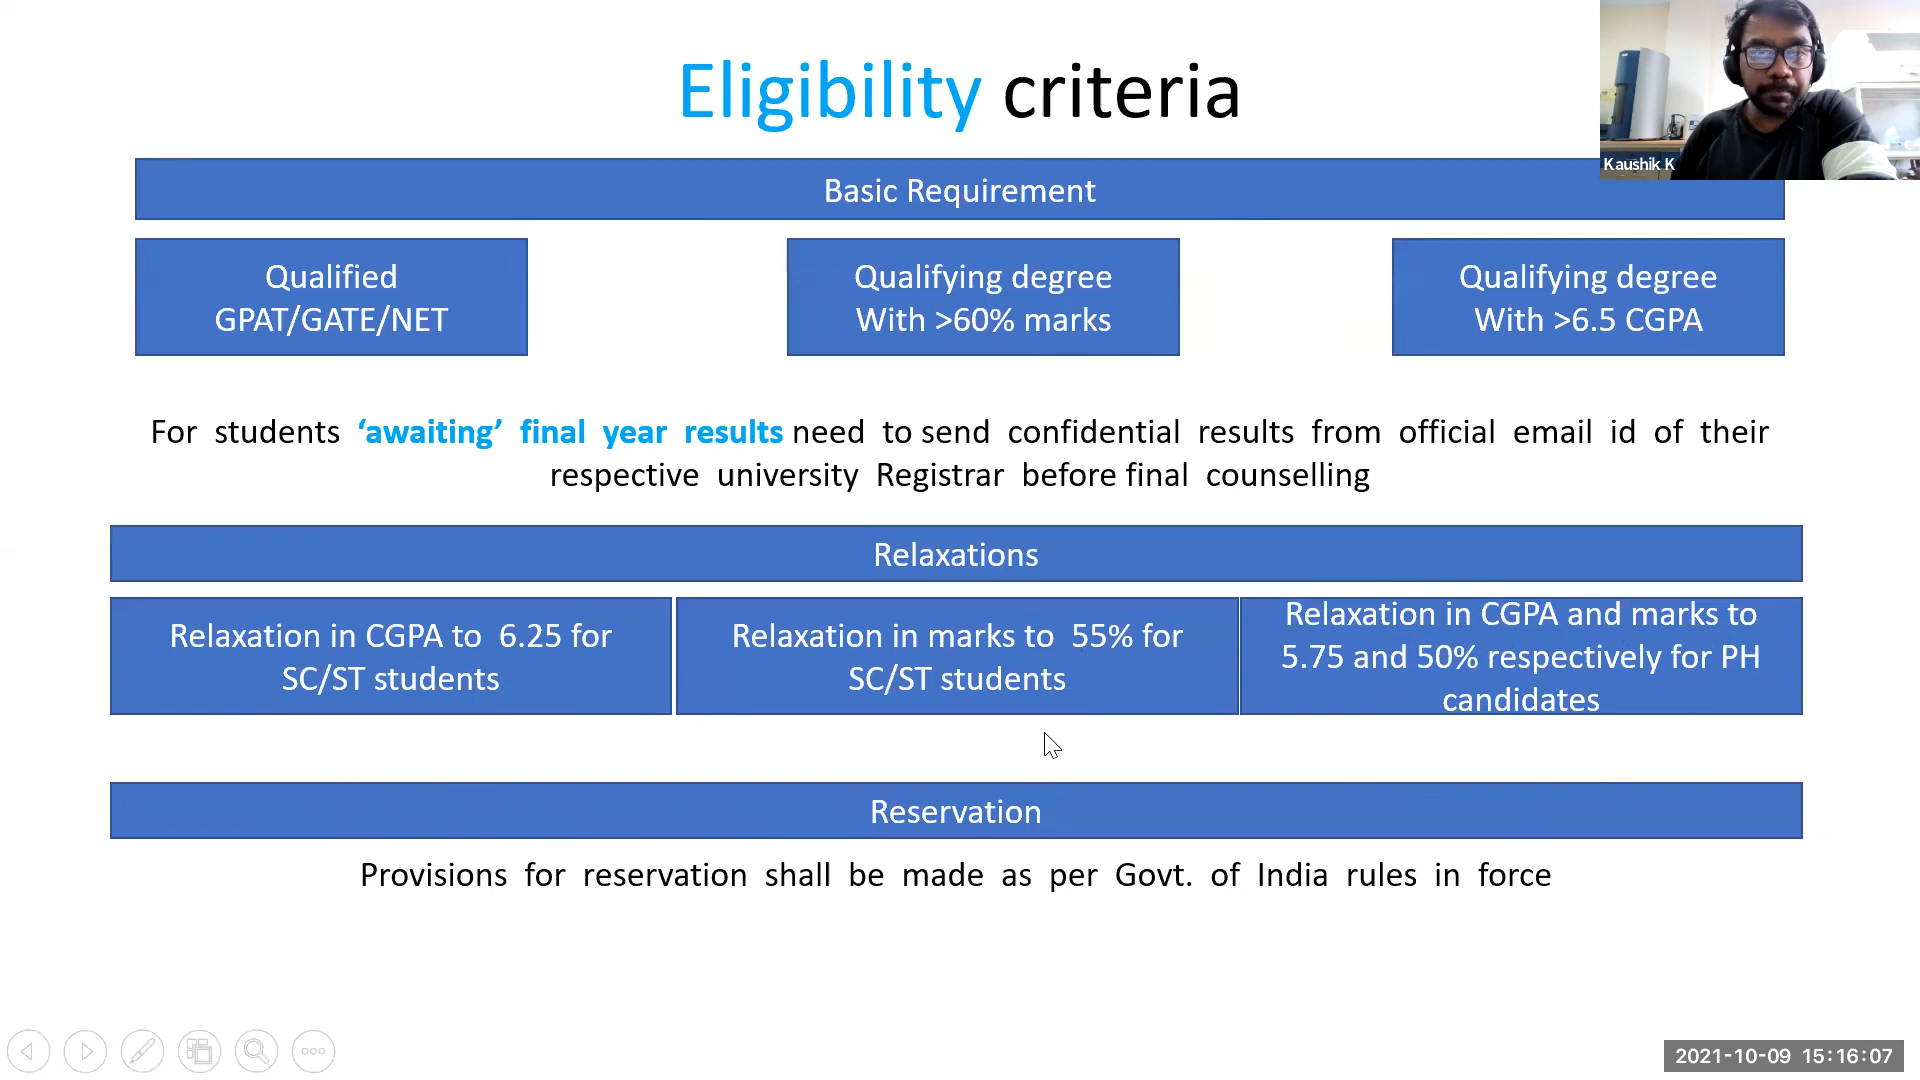 Eligibility criteria
Kaushik K
Basic Requirement
Qualified
GPAT/GATE/NET
Qualifying degree
With >60% marks
Qualifying degree
With >6.5 CGPA
For students ‘awaiting’ final year results need to send confidential results from official email id of their
respective university Registrar before final counselling
Relaxations
Relaxation in CGPA to 6.25 for
SC/ST students
Relaxation in marks to 55% for
SC/ST students
Relaxation in CGPA and marks to
5.75 and 50% respectively for PH
candidates
Reservation
Provisions for reservation shall be made as per Govt. of India rules in force
2021-10-09 15:16:07